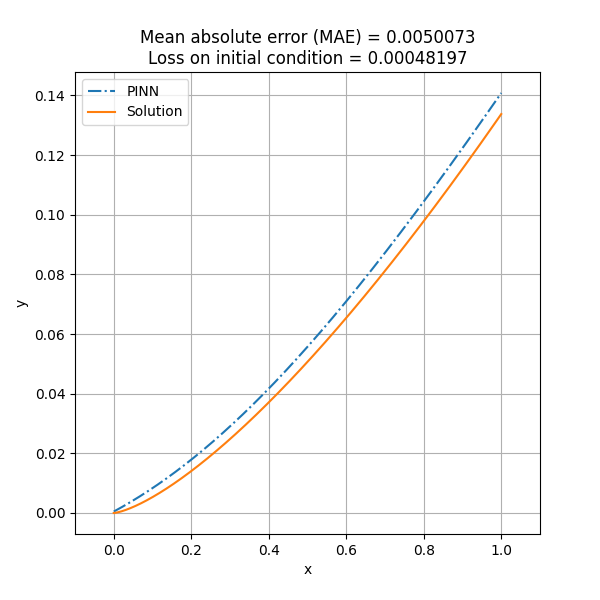 Mean absolute error (MAE) = 0.0050073
Loss on initial condition = 0.00048197
PINN
Solution
0.14
0.12
0.10
0.08
0.06
0.04
0.02
0.00
y
0.0 0.2 0.4 0.6 0.8 1.0
x